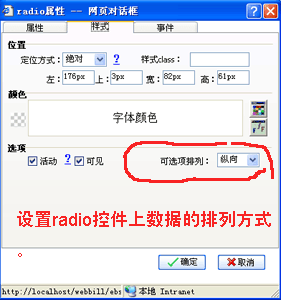 radio属性 -- 网页对话框
属性 样式 事件
位置
定位方式： 绝对 ? 样式class：
左： 176px 上： 3px 宽： 82px 高： 61px
颜色
字体颜色
选项
活动 ? 可见 可选项排列： 纵向
设置radio控件上数据的排列方式
。
确定 取消
http://localhost/webbill/ebs 本地 Intranet